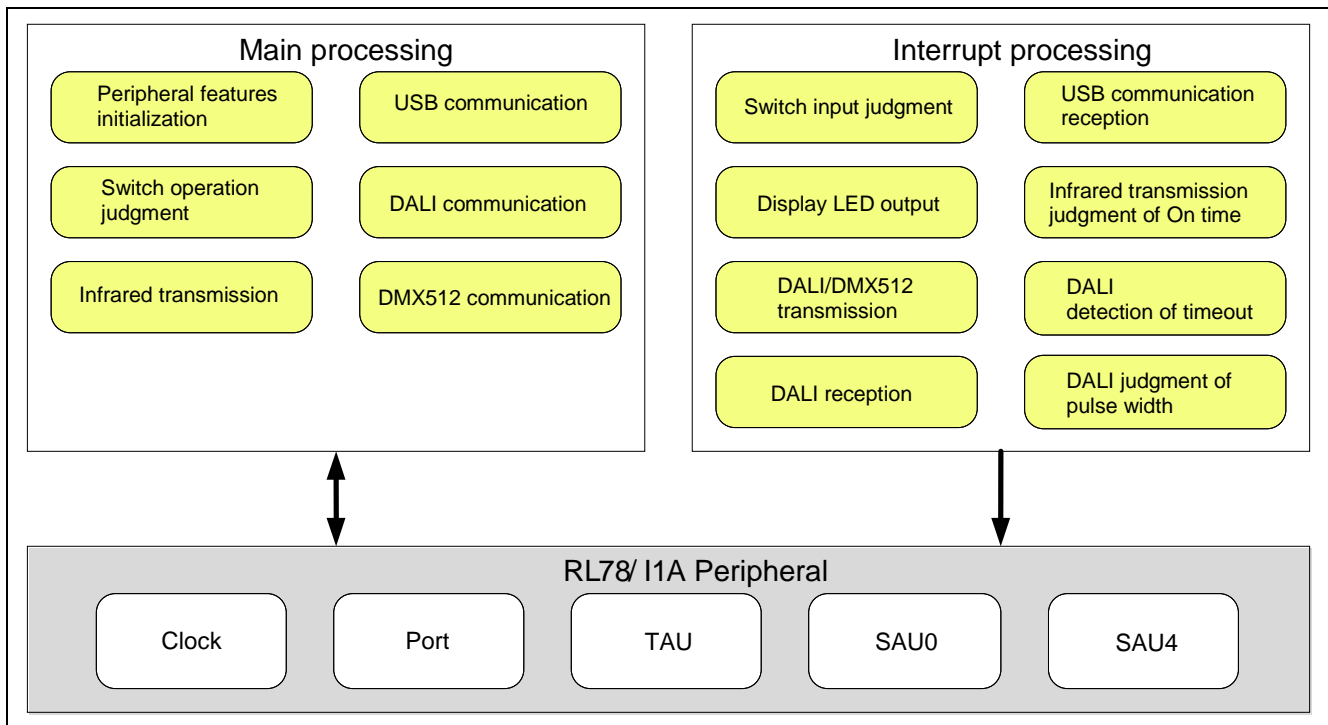 Main processing
Peripheral features
initialization
USB communication
Switch operation
judgment
DALI communication
Infrared transmission
DMX512 communication
Interrupt processing
Switch input judgment
USB communication
reception
Display LED output
Infrared transmission
judgment of On time
DALI/DMX512
transmission
DALI
detection of timeout
DALI reception
DALI judgment of
pulse width
RL78/ I1A Peripheral
Clock
Port
TAU
SAU0
SAU4